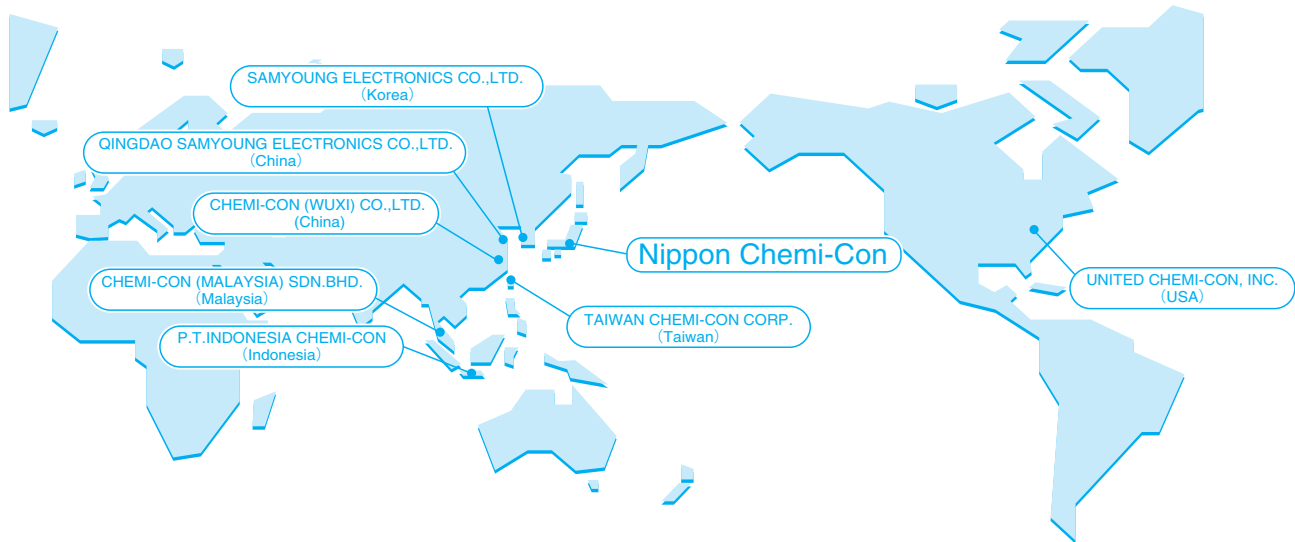 SAMYOUNG ELECTRONICS CO.,LTD.
（Korea）
QINGDAO SAMYOUNG ELECTRONICS CO.,LTD.
（China）
CHEMI-CON (WUXI) CO.,LTD.
(China)
Nippon Chemi-Con
CHEMI-CON (MALAYSIA) SDN.BHD.
（Malaysia）
UNITED CHEMI-CON, INC.
（USA）
TAIWAN CHEMI-CON CORP.
（Taiwan）
P.T.INDONESIA CHEMI-CON
（Indonesia）